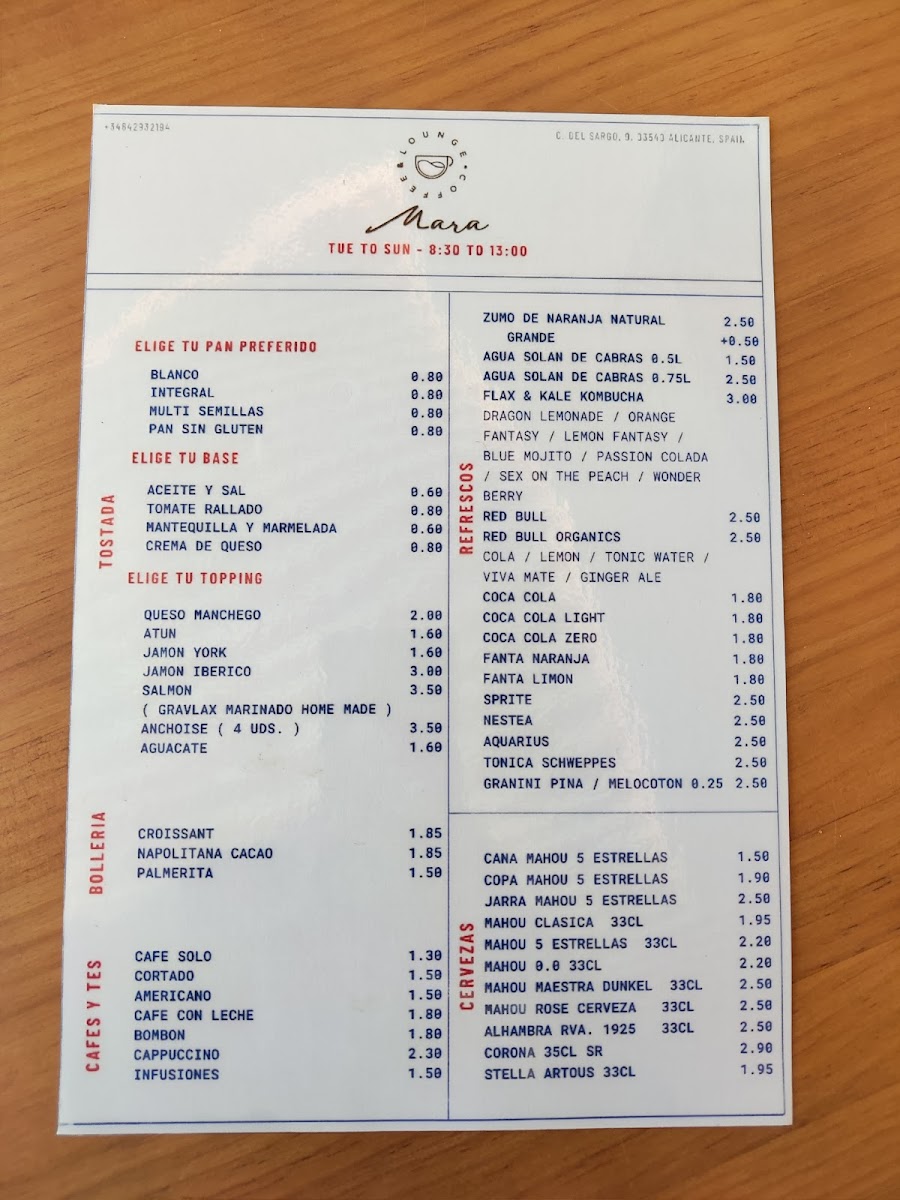 +34642932194
C. DEL SARGO, 9. 03540 ALICANTE, SPAIN
LOUNGE • COFFEE &
Mara
TUE TO SUN - 8:30 TO 13:00
TOSTADA
ELIGE TU PAN PREFERIDO
BLANCO 0.80
INTEGRAL 0.80
MULTI SEMILLAS 0.80
PAN SIN GLUTEN 0.80
ELIGE TU BASE
ACEITE Y SAL 0.60
TOMATE RALLADO 0.80
MANTEQUILLA Y MARMELADA 0.60
CREMA DE QUESO 0.80
ELIGE TU TOPPING
QUESO MANCHEGO 2.00
ATUN 1.60
JAMON YORK 1.60
JAMON IBERICO 3.00
SALMON 3.50
( GRAVLAX MARINADO HOME MADE )
ANCHOISE ( 4 UDS. ) 3.50
AGUACATE 1.60
BOLLERIA
CROISSANT 1.85
NAPOLITANA CACAO 1.85
PALMERITA 1.50
CAFES Y TES
CAFE SOLO 1.30
CORTADO 1.50
AMERICANO 1.50
CAFE CON LECHE 1.80
BOMBON 1.80
CAPPUCCINO 2.30
INFUSIONES 1.50
REFRESCOS
ZUMO DE NARANJA NATURAL 2.50
GRANDE +0.50
AGUA SOLAN DE CABRAS 0.5L 1.50
AGUA SOLAN DE CABRAS 0.75L 2.50
FLAX & KALE KOMBUCHA 3.00
DRAGON LEMONADE / ORANGE
FANTASY / LEMON FANTASY /
BLUE MOJITO / PASSION COLADA
/ SEX ON THE PEACH / WONDER
BERRY
RED BULL 2.50
RED BULL ORGANICS 2.50
COLA / LEMON / TONIC WATER /
VIVA MATE / GINGER ALE
COCA COLA 1.80
COCA COLA LIGHT 1.80
COCA COLA ZERO 1.80
FANTA NARANJA 1.80
FANTA LIMON 1.80
SPRITE 2.50
NESTEA 2.50
AQUARIUS 2.50
TONICA SCHWEPPES 2.50
GRANINI PINA / MELOCOTON 0.25 2.50
CERVEZAS
CANA MAHOU 5 ESTRELLAS 1.50
COPA MAHOU 5 ESTRELLAS 1.90
JARRA MAHOU 5 ESTRELLAS 2.50
MAHOU CLASICA 33CL 1.95
MAHOU 5 ESTRELLAS 33CL 2.20
MAHOU 0.0 33CL 2.20
MAHOU MAESTRA DUNKEL 33CL 2.50
MAHOU ROSE CERVEZA 33CL 2.50
ALHAMBRA RVA. 1925 33CL 2.50
CORONA 35CL SR 2.90
STELLA ARTOUS 33CL 1.95